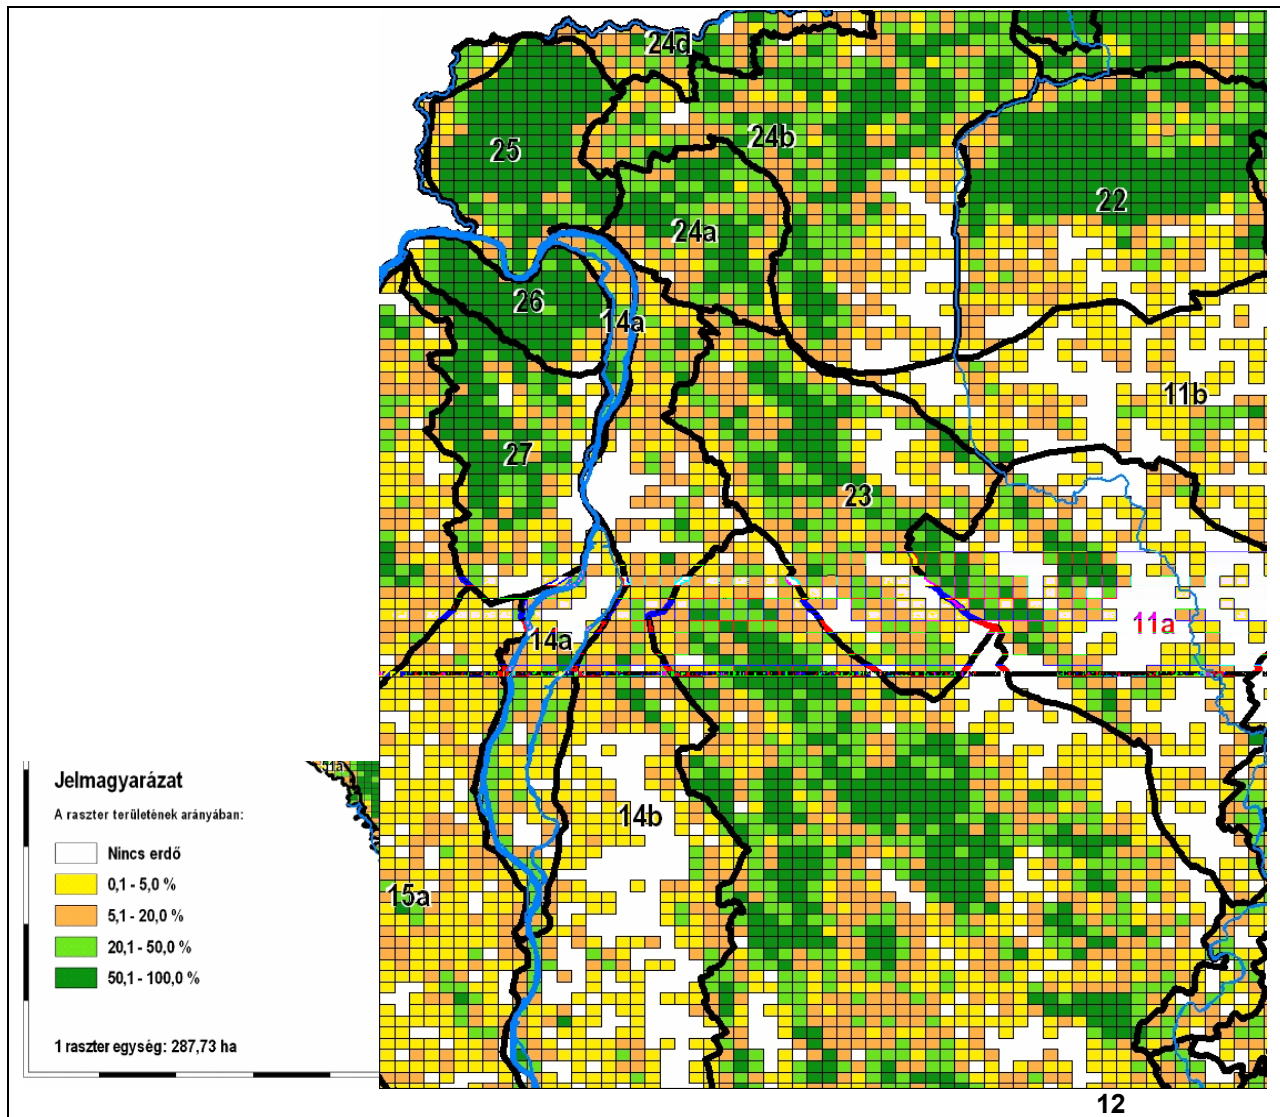 24d
25
24b
22
24a
26
14a
11b
27
23
11a
14a
14b
15a
51a
Jelmagyarázat
A raszter területének arányában:
Nincs erdő
0,1 - 5,0 %
5,1 - 20,0 %
20,1 - 50,0 %
50,1 - 100,0 %
1 raszter egység: 287,73 ha
12